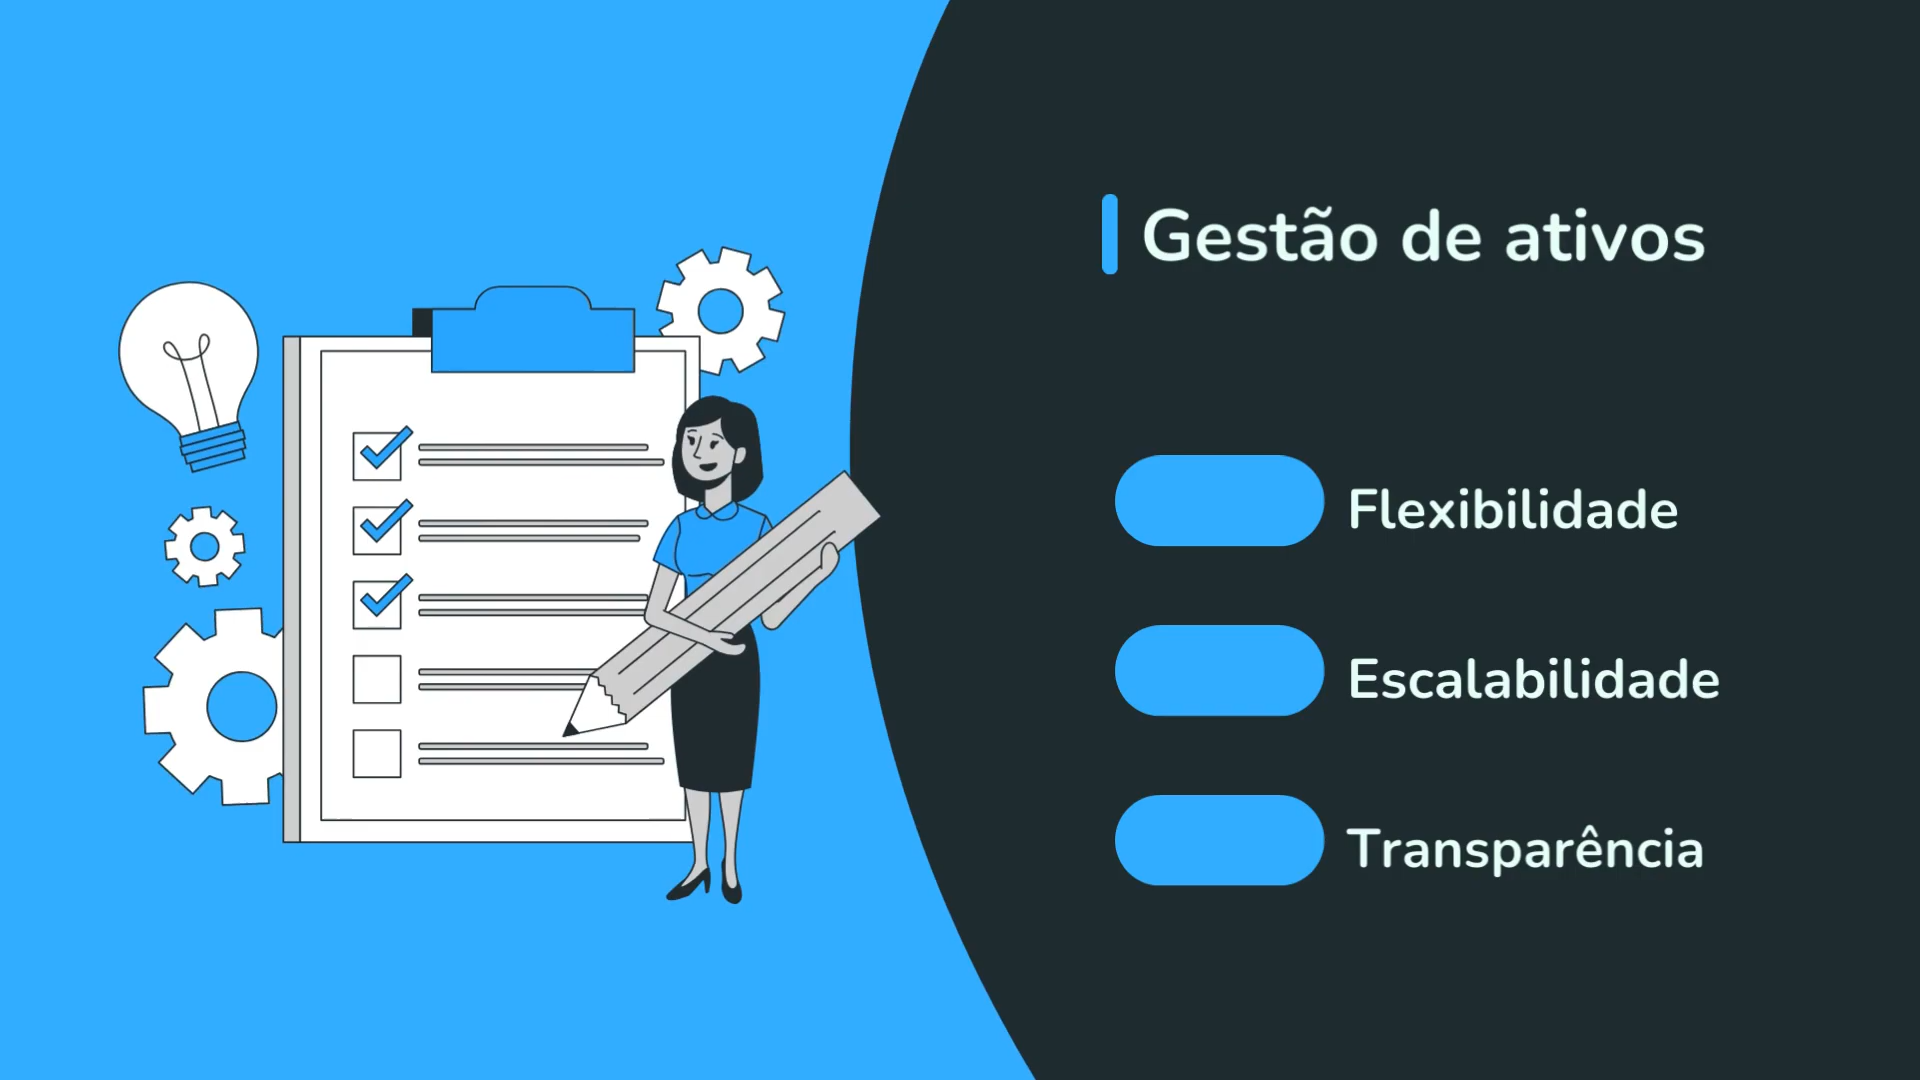 Gestão de ativos
Flexibilidade
Escalabilidade
Transparência